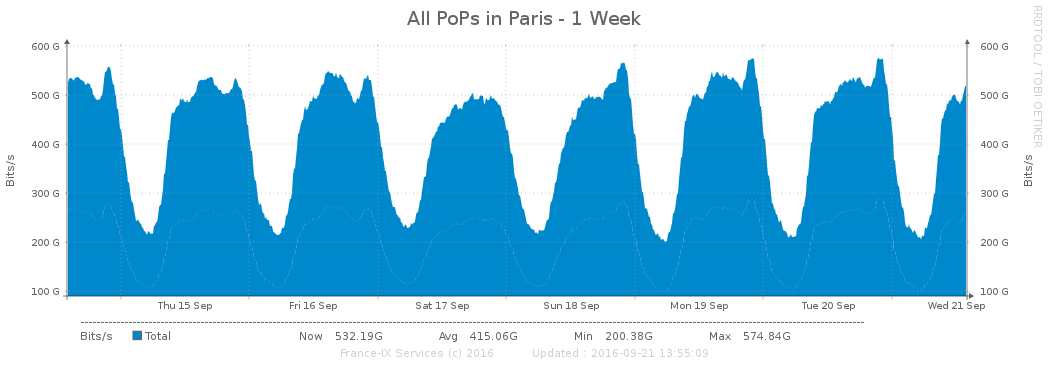 All PoPs in Paris - 1 Week
RRDTOOL / TOBI OETIKER
Bits/s
600 G
500 G
400 G
300 G
200 G
100 G
600 G
500 G
400 G
300 G
200 G
100 G
Bits/s
Thu 15 Sep Fri 16 Sep Sat 17 Sep Sun 18 Sep Mon 19 Sep Tue 20 Sep Wed 21 Sep
Bits/s Total Now 532.19G Avg 415.06G Min 200.38G Max 574.84G
France-IX Services (c) 2016 Updated : 2016-09-21 13:55:09